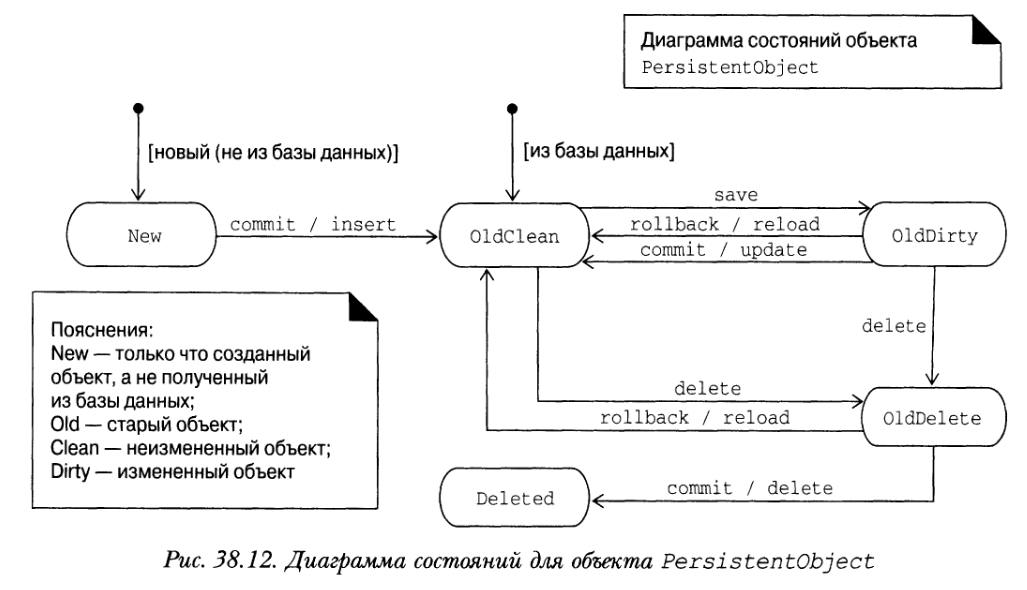 Диаграмма состояний объекта
PersistentObject
[новый (не из базы данных)]
[из базы данных]
save
commit / insert
rollback / reload
New
OldClean
OldDirty
commit / update
delete
Пояснения:
New — только что созданный
объект, а не полученный
из базы данных;
Old — старый объект;
Clean — неизмененный объект;
Dirty — измененный объект
delete
rollback / reload
OldDelete
commit / delete
Deleted
Рис. 38.12. Диаграмма состояний для объекта PersistentObject